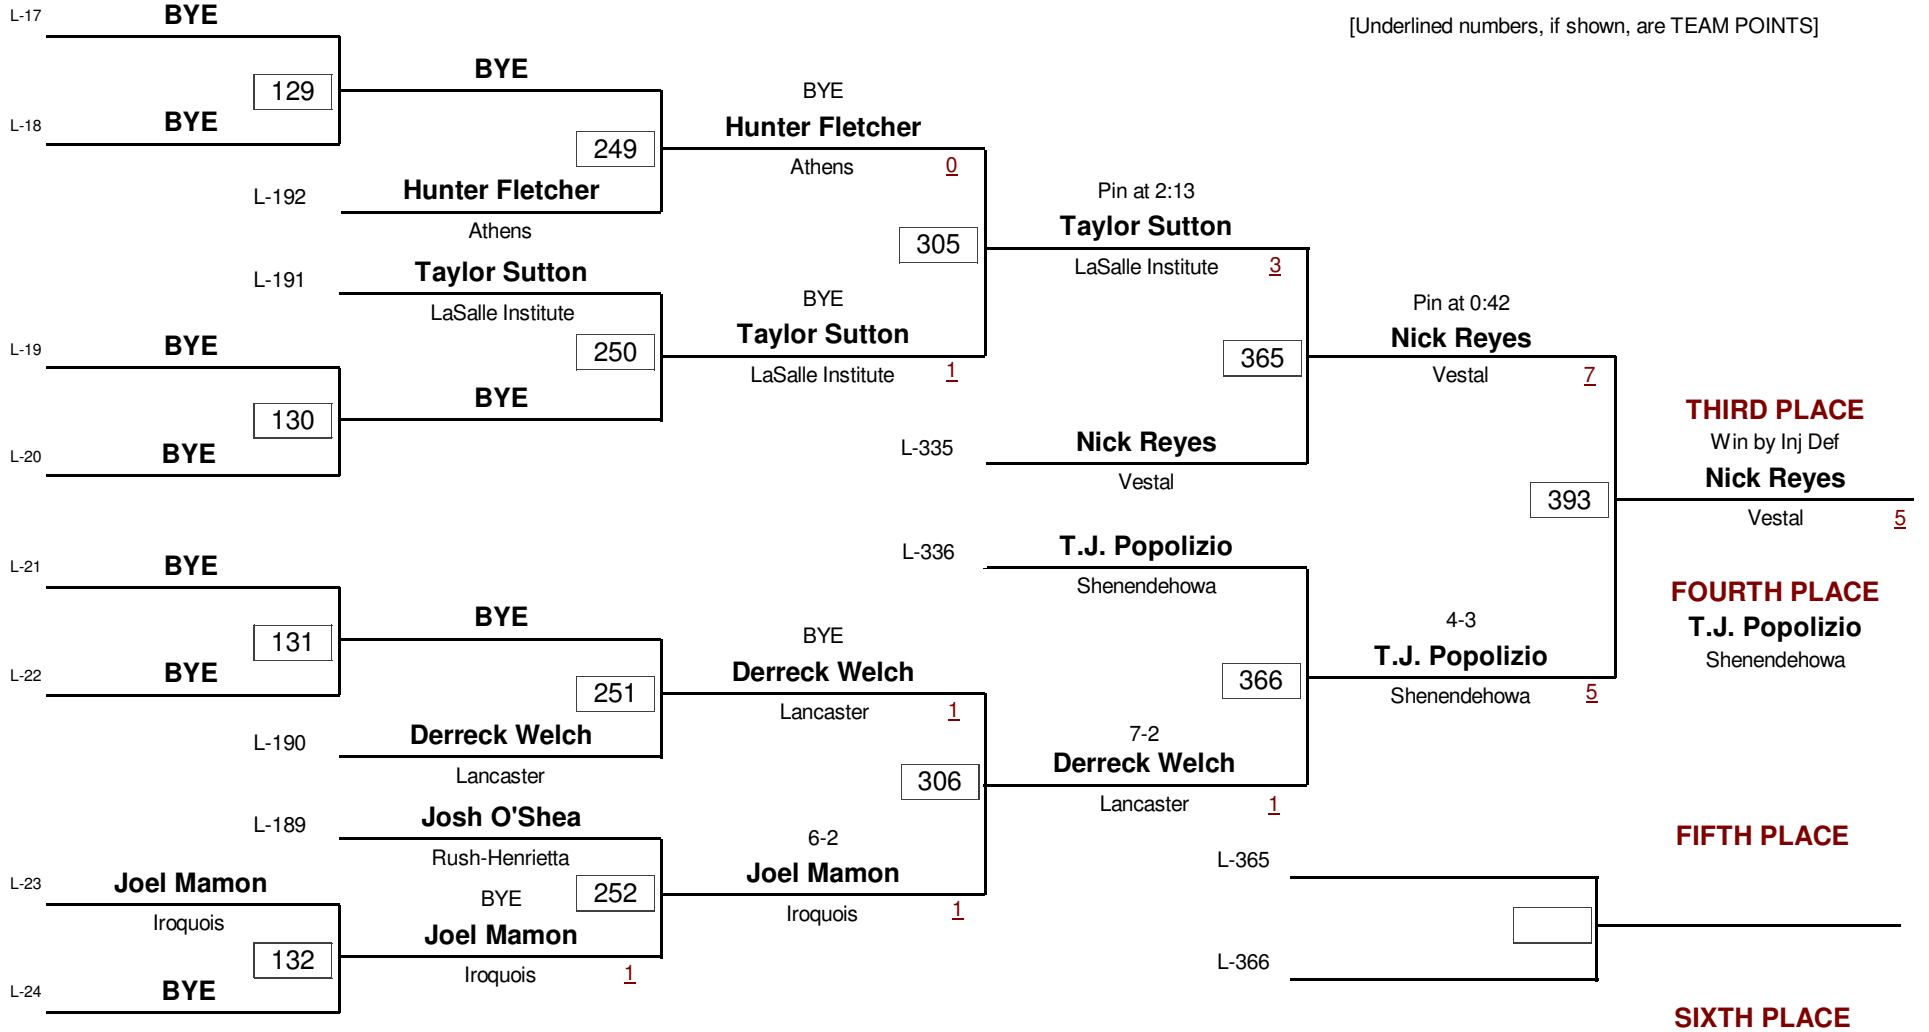 L-17
BYE
[Underlined numbers, if shown, are TEAM POINTS]
129
BYE
L-18
BYE
249
BYE
Hunter Fletcher
Athens
0
L-192
Hunter Fletcher
Athens
305
Pin at 2:13
Taylor Sutton
LaSalle Institute
3
L-191
Taylor Sutton
LaSalle Institute
250
BYE
Taylor Sutton
LaSalle Institute
1
L-19
BYE
130
BYE
L-20
BYE
365
Pin at 0:42
Nick Reyes
Vestal
7
L-335
Nick Reyes
Vestal
393
THIRD PLACE
Win by Inj Def
Nick Reyes
Vestal
5
L-336
T.J. Popolizio
Shenendehowa
FOURTH PLACE
T.J. Popolizio
Shenendehowa
L-21
BYE
131
BYE
L-22
BYE
251
BYE
Derreck Welch
Lancaster
1
366
4-3
T.J. Popolizio
Shenendehowa
5
L-190
Derreck Welch
Lancaster
306
7-2
Derreck Welch
Lancaster
1
L-189
Josh O'Shea
Rush-Henrietta
252
6-2
Joel Mamon
Iroquois
1
L-23
Joel Mamon
Iroquois
132
BYE
Joel Mamon
Iroquois
1
L-24
BYE
FIFTH PLACE
L-365
L-366
SIXTH PLACE